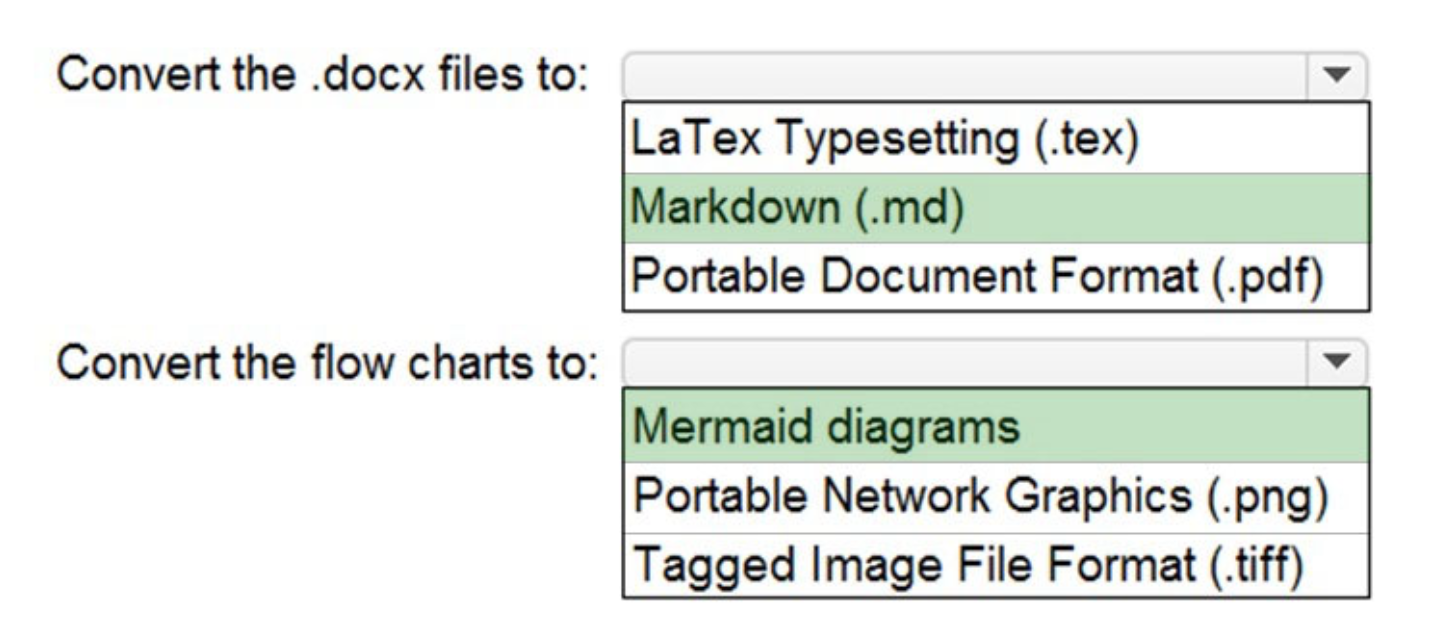 Convert the .docx files to:
LaTex Typesetting (.tex)
Markdown (.md)
Portable Document Format (.pdf)
Convert the flow charts to:
Mermaid diagrams
Portable Network Graphics (.png)
Tagged Image File Format (.tiff)